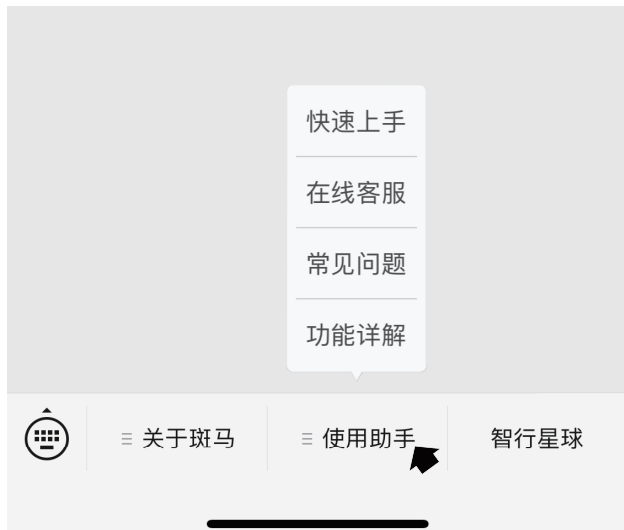 快速上手
在线客服
常见问题
功能详解
关于斑马
使用助手
智行星球